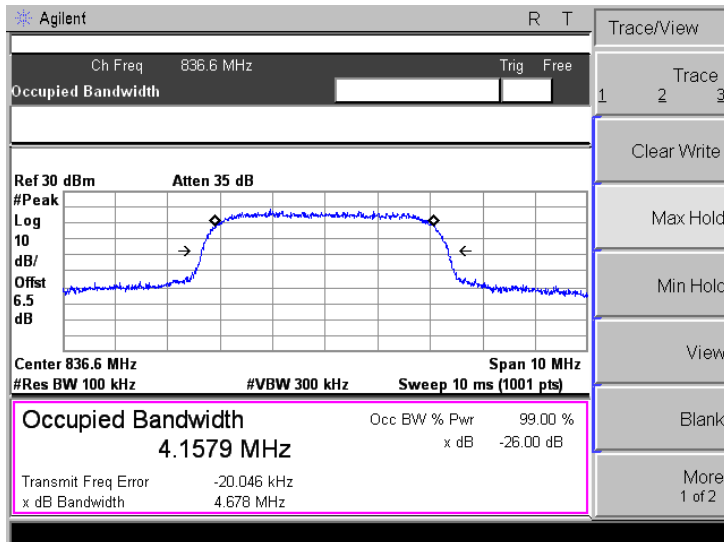 Agilent R T
Ch Freq 836.6 MHz Trig Free
Occupied Bandwidth
Ref 30 dBm Atten 35 dB
#Peak
Log
10
dB/
Offst
6.5
dB
Center 836.6 MHz Span 10 MHz
#Res BW 100 kHz #VBW 300 kHz Sweep 10 ms (1001 pts)
Occupied Bandwidth
4.1579 MHz
Occ BW % Pwr 99.00 %
x dB -26.00 dB
Transmit Freq Error -20.046 kHz
x dB Bandwidth 4.678 MHz
Trace/View
Trace
1 2 3
Clear Write
Max Hold
Min Hold
View
Blank
More
1 of 2